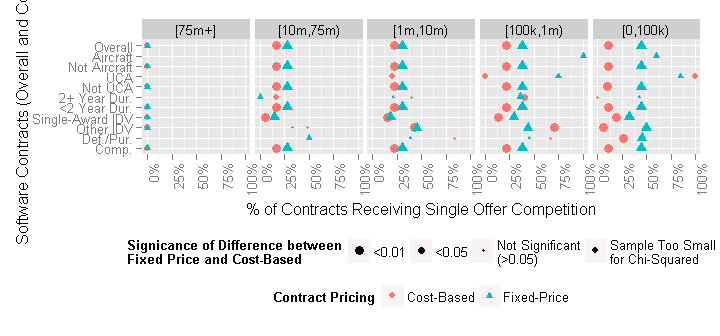 Software Contracts (Overall and Co
[75m+] [10m,75m) [1m,10m) [100k,1m) [0,100k)
Overall
Aircraft
Not Aircraft
UCA
Not UCA
2+ Year Dur.
<2 Year Dur.
Single-Award IDV
Other IDV
Def./Pur.
Comp.
0% 25% 50% 75% 100% 0% 25% 50% 75% 100% 0% 25% 50% 75% 100% 0% 25% 50% 75% 100% 0% 25% 50% 75% 100%
% of Contracts Receiving Single Offer Competition
Signicance of Difference between
Fixed Price and Cost-Based
<0.01
<0.05
Not Significant
(>0.05)
Sample Too Small
for Chi-Squared
Contract Pricing
Cost-Based
Fixed-Price